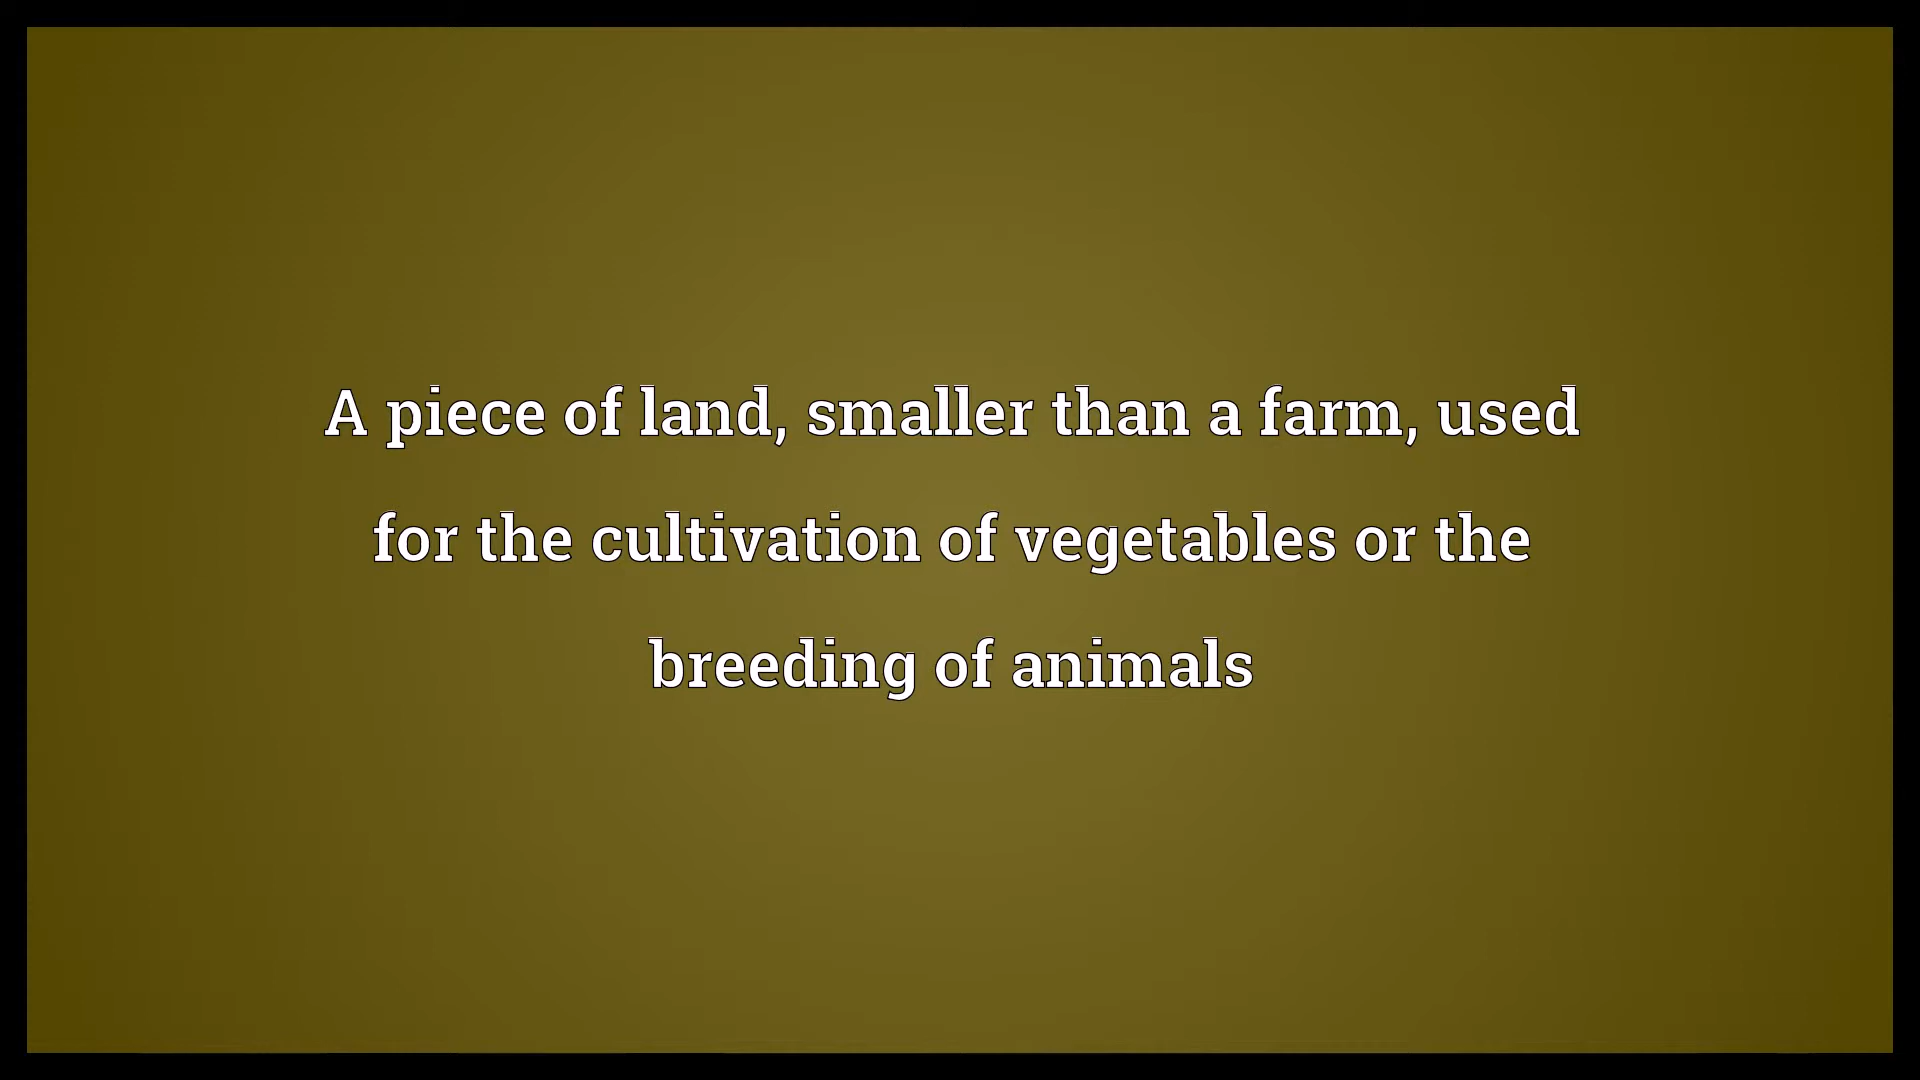 A piece of land, smaller than a farm, used
for the cultivation of vegetables or the
breeding of animals